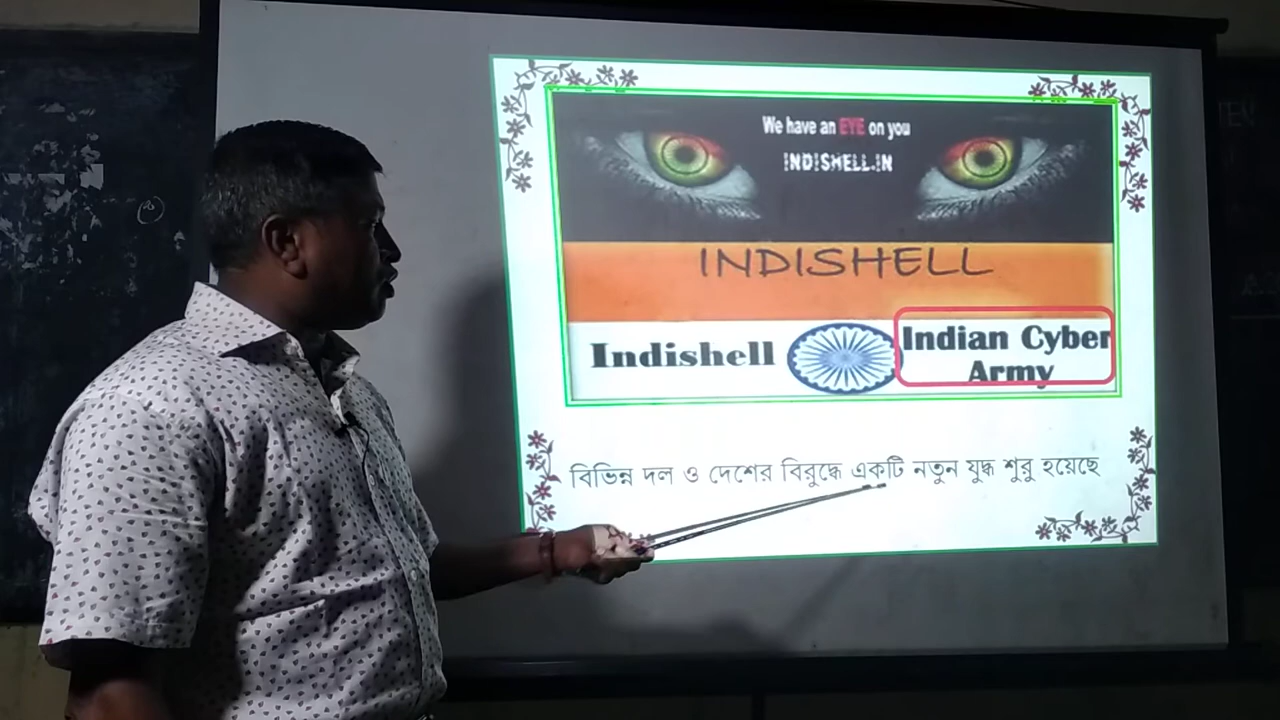 We have an EYE on you
INDISHELL.IN
INDISHELL
Indishell
Indian Cyber
Army
বিভিন্ন দল ও দেশের বিরুদ্ধে একটি নতুন যুদ্ধ শুরু হয়েছে